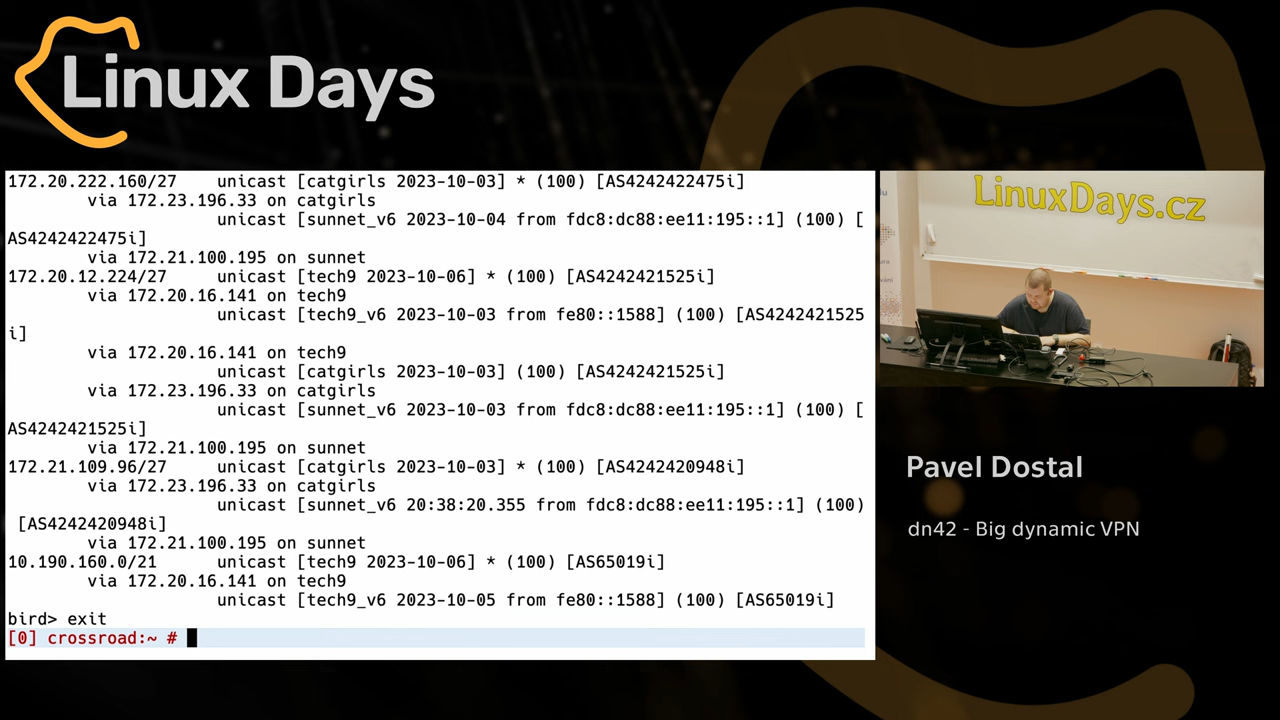 Linux Days
172.20.222.160/27    unicast [catgirls 2023-10-03] * (100) [AS4242422475i]
via 172.23.196.33 on catgirls
unicast [sunnet_v6 2023-10-04 from fdc8:dc88:ee11:195::1] (100) [
AS4242422475i]
via 172.21.100.195 on sunnet
172.20.12.224/27     unicast [tech9 2023-10-06] * (100) [AS4242421525i]
via 172.20.16.141 on tech9
unicast [tech9_v6 2023-10-03 from fe80::1588] (100) [AS4242421525
i]
via 172.20.16.141 on tech9
unicast [catgirls 2023-10-03] (100) [AS4242421525i]
via 172.23.196.33 on catgirls
unicast [sunnet_v6 2023-10-03 from fdc8:dc88:ee11:195::1] (100) [
AS4242421525i]
via 172.21.100.195 on sunnet
172.21.109.96/27     unicast [catgirls 2023-10-03] * (100) [AS4242420948i]
via 172.23.196.33 on catgirls
unicast [sunnet_v6 20:38:20.355 from fdc8:dc88:ee11:195::1] (100)
[AS4242420948i]
via 172.21.100.195 on sunnet
10.190.160.0/21      unicast [tech9 2023-10-06] * (100) [AS65019i]
via 172.20.16.141 on tech9
unicast [tech9_v6 2023-10-05 from fe80::1588] (100) [AS65019i]
bird> exit
[0] crossroad:~ #
LinuxDays.cz
Pavel Dostal
dn42 - Big dynamic VPN